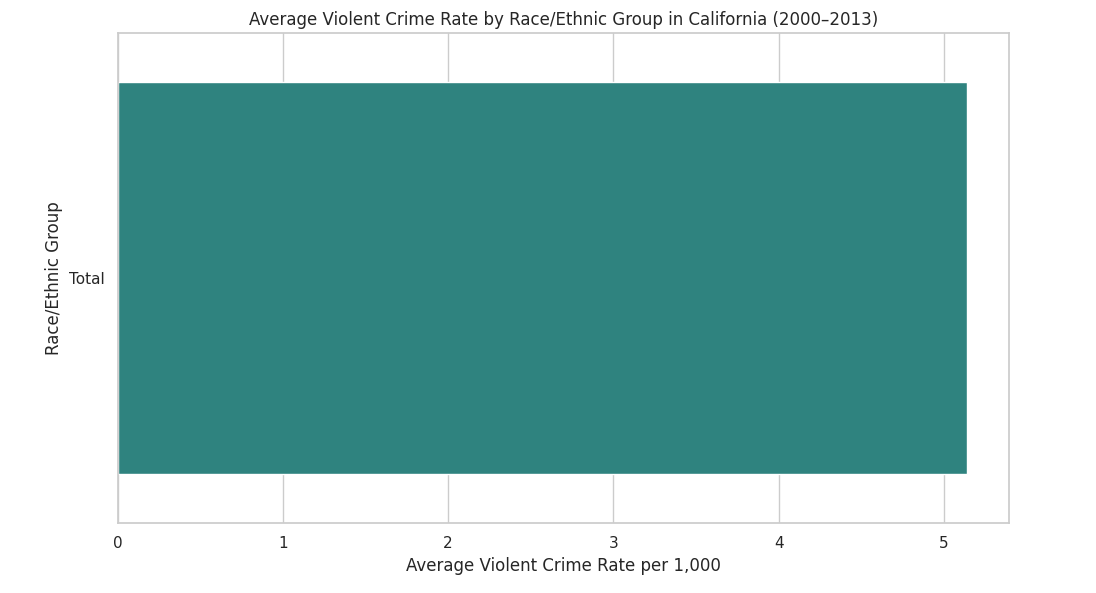 Average Violent Crime Rate by Race/Ethnic Group in California (2000–2013)
Race/Ethnic Group
Total
0 1 2 3 4 5
Average Violent Crime Rate per 1,000